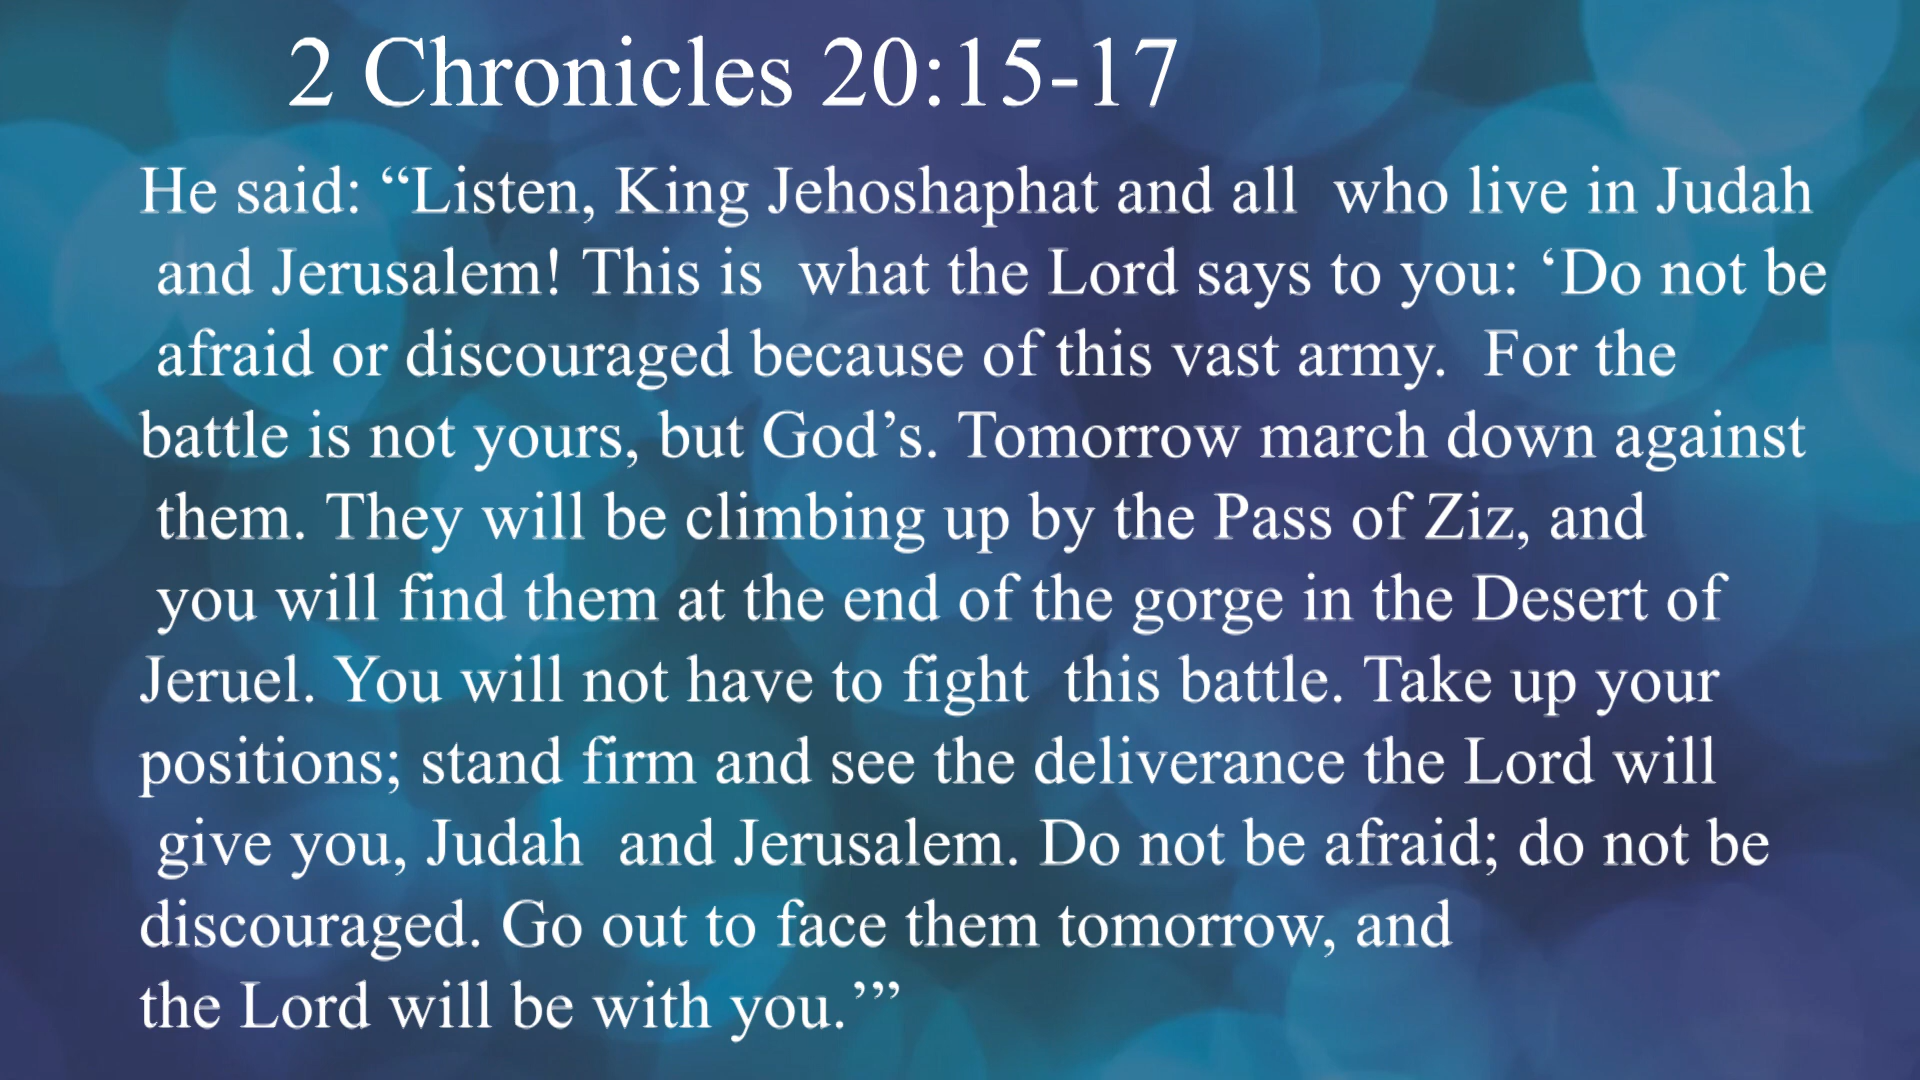 2 Chronicles 20:15-17
He said: “Listen, King Jehoshaphat and all  who live in Judah
and Jerusalem! This is  what the Lord says to you: ‘Do not be
afraid or discouraged because of this vast army.  For the
battle is not yours, but God’s. Tomorrow march down against
them. They will be climbing up by the Pass of Ziz, and
you will find them at the end of the gorge in the Desert of
Jeruel. You will not have to fight  this battle. Take up your
positions; stand firm and see the deliverance the Lord will
give you, Judah  and Jerusalem. Do not be afraid; do not be
discouraged. Go out to face them tomorrow, and
the Lord will be with you.’”